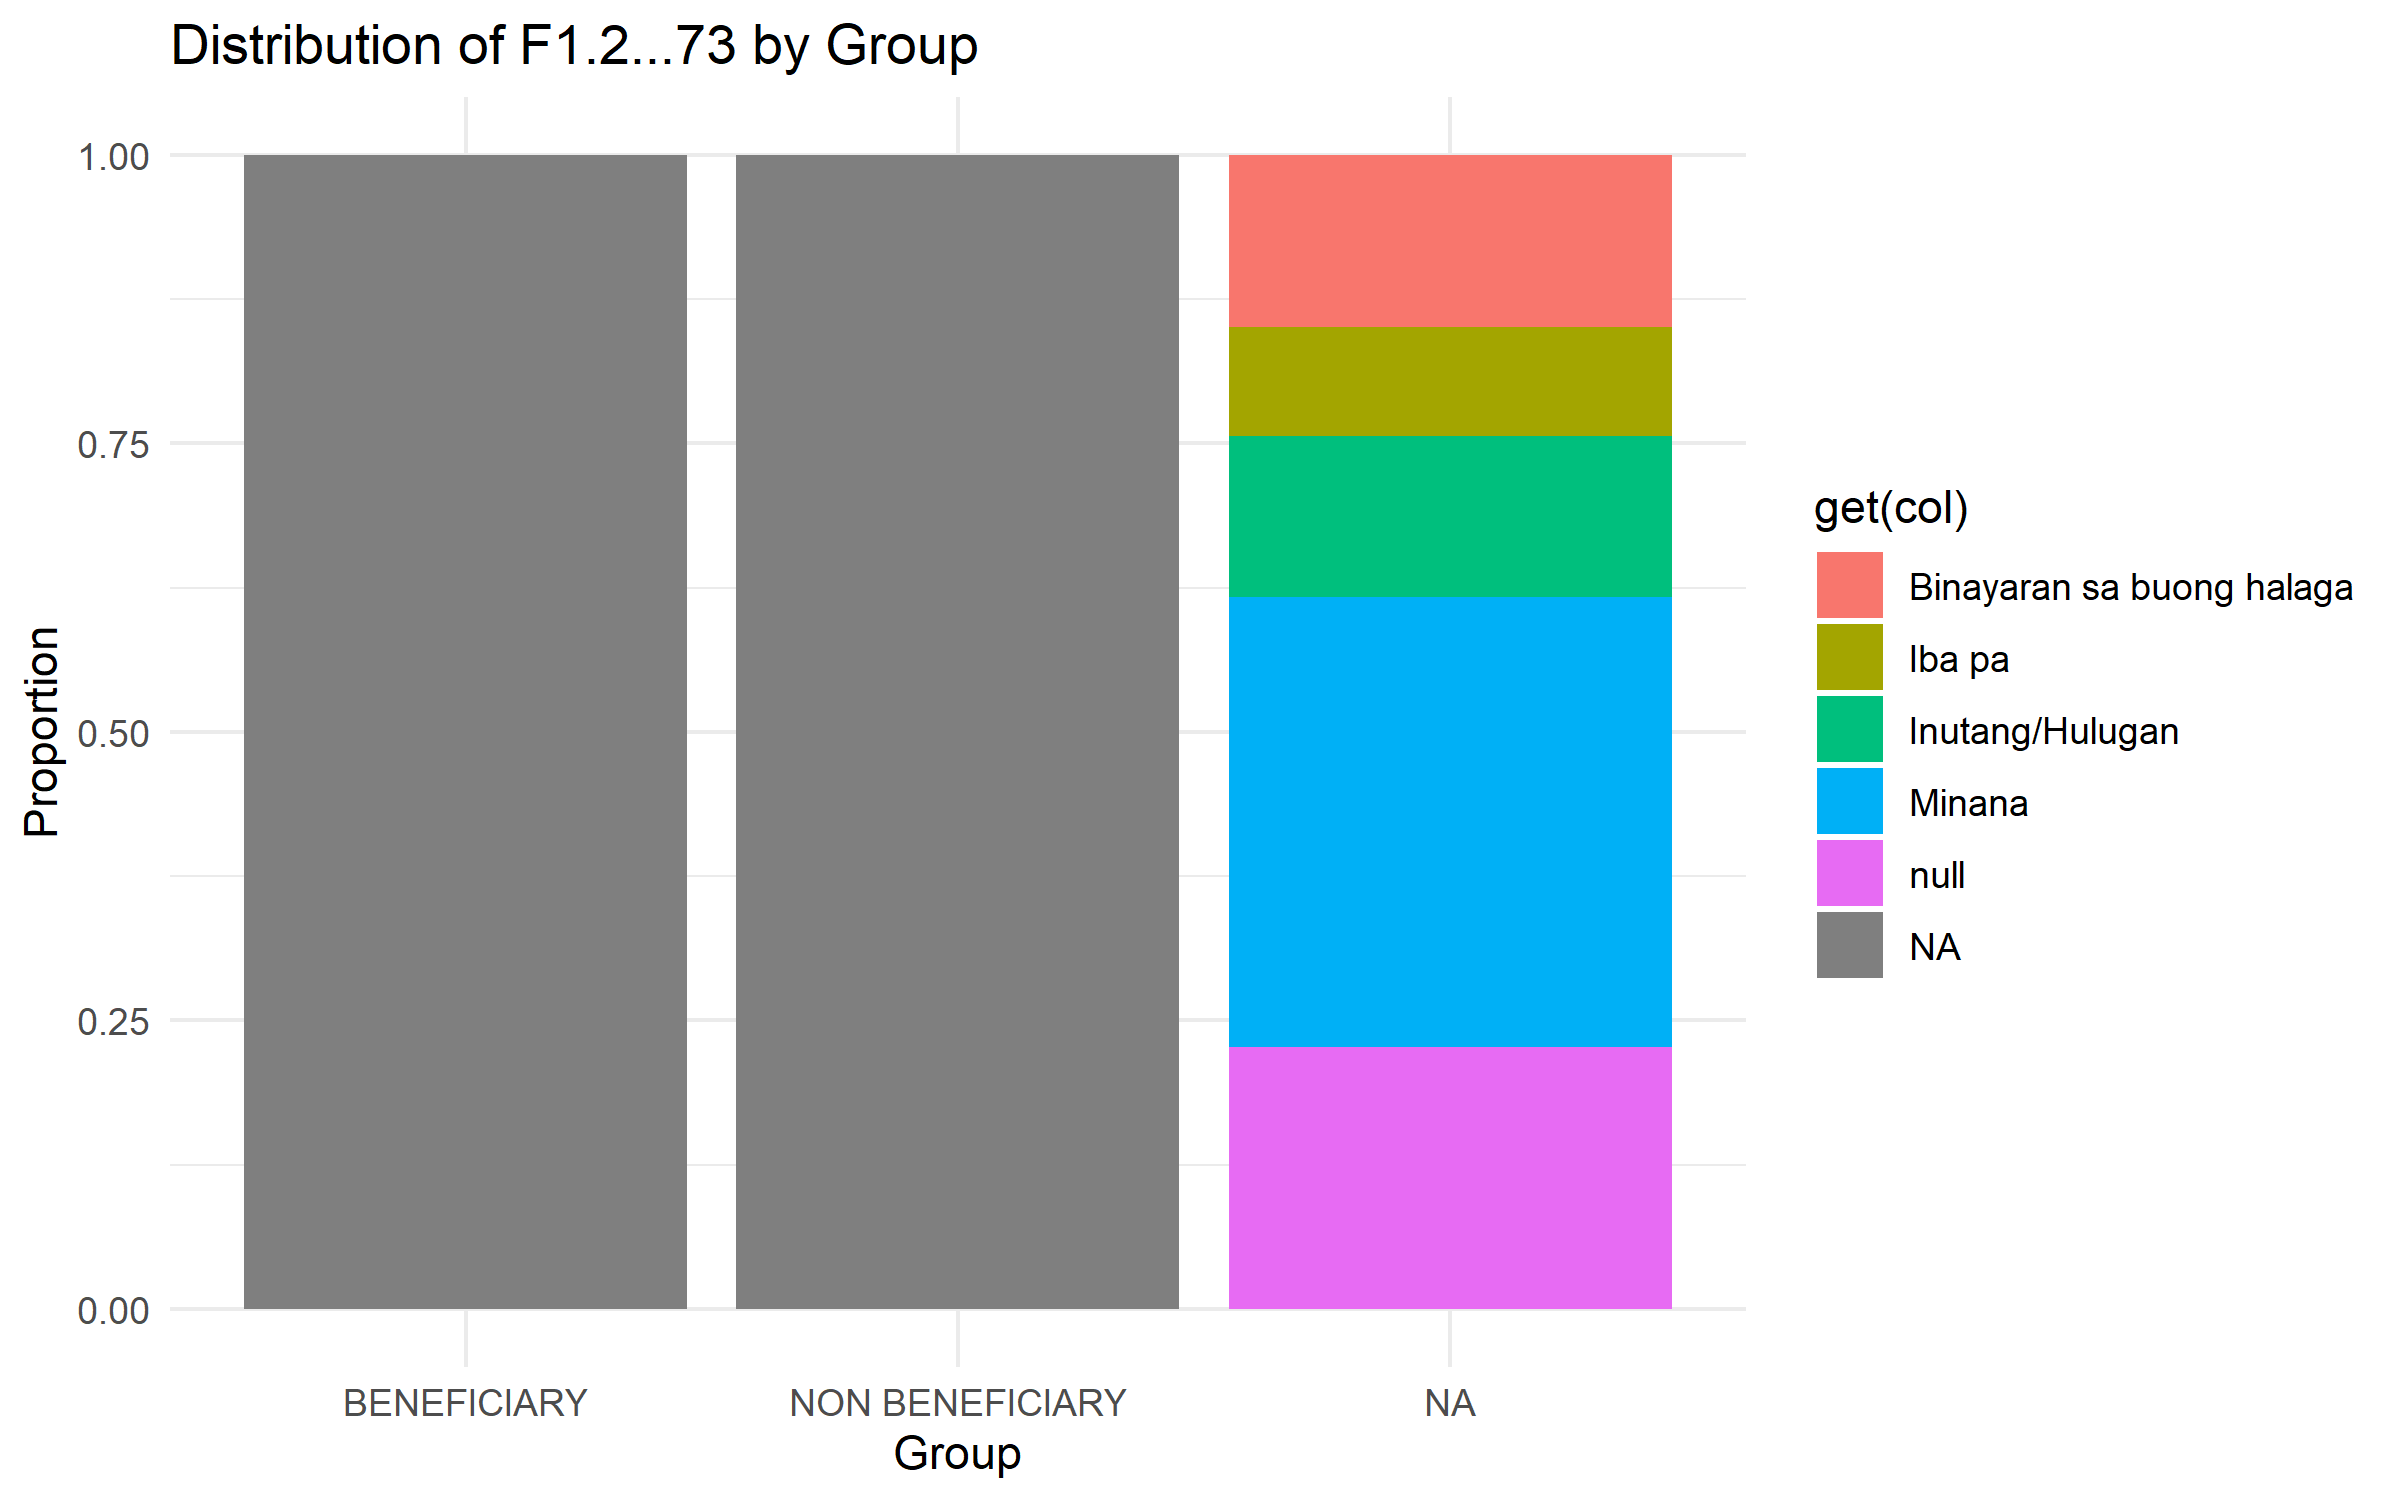 Distribution of F1.2...73 by Group
Proportion
1.00
0.75
0.50
0.25
0.00
BENEFICIARY
NON BENEFICIARY
NA
Group
get(col)
Binayaran sa buong halaga
Iba pa
Inutang/Hulugan
Minana
null
NA